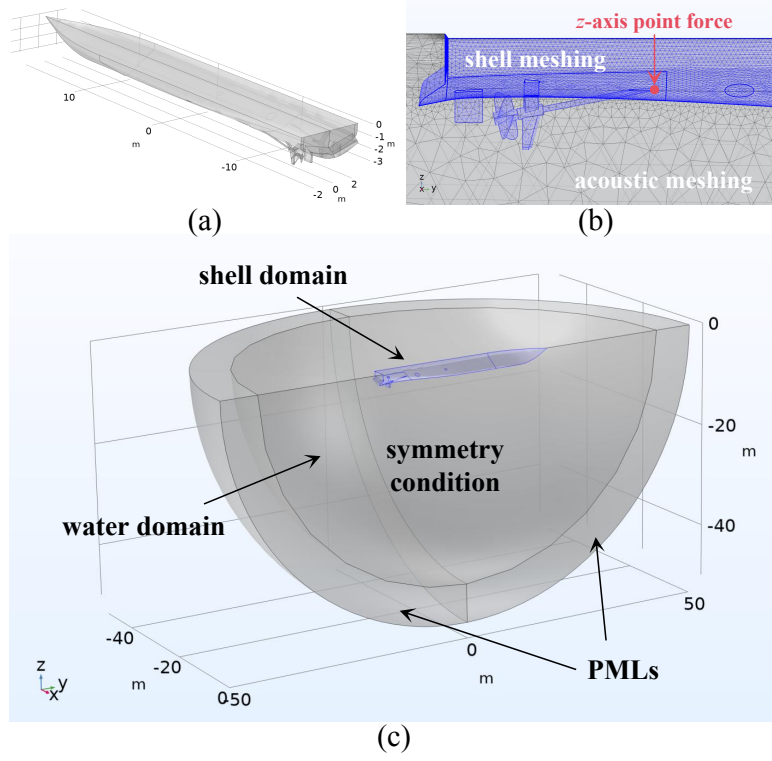 10
0
-10
m
0
-1
-2
-3
m
2
0
-2
m
(a)
z-axis point force
shell meshing
acoustic meshing
z
x y
(b)
shell domain
symmetry
condition
water domain
PMLs
0
-20
m
-40
50
0
m
-50
-40
-20
m
0
z
y
x
(c)